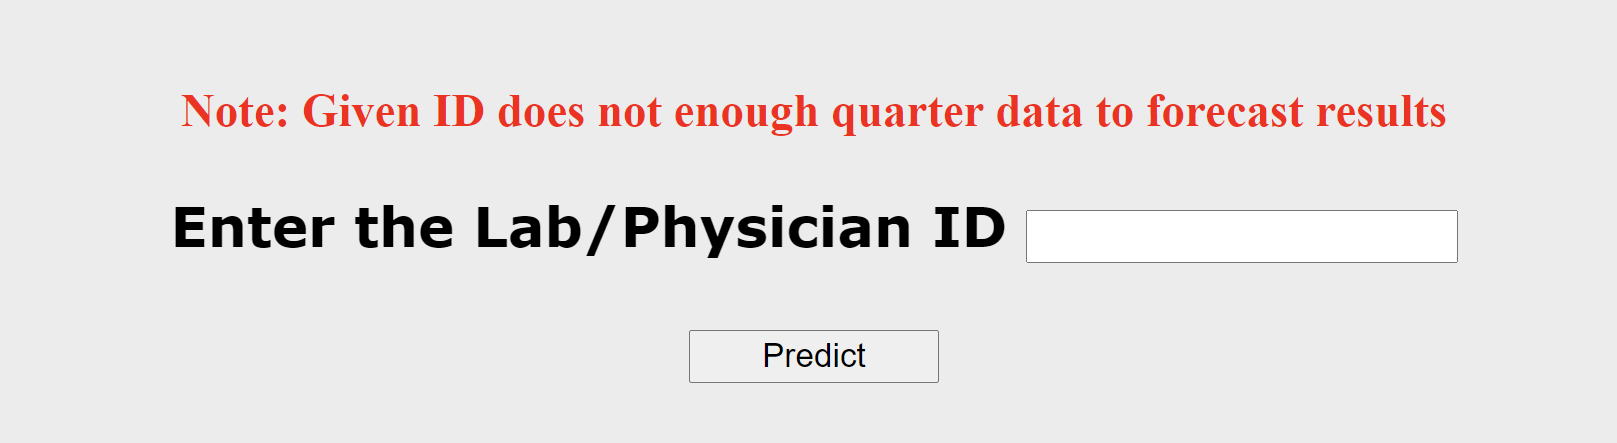 Note: Given ID does not enough quarter data to forecast results
Enter the Lab/Physician ID
Predict